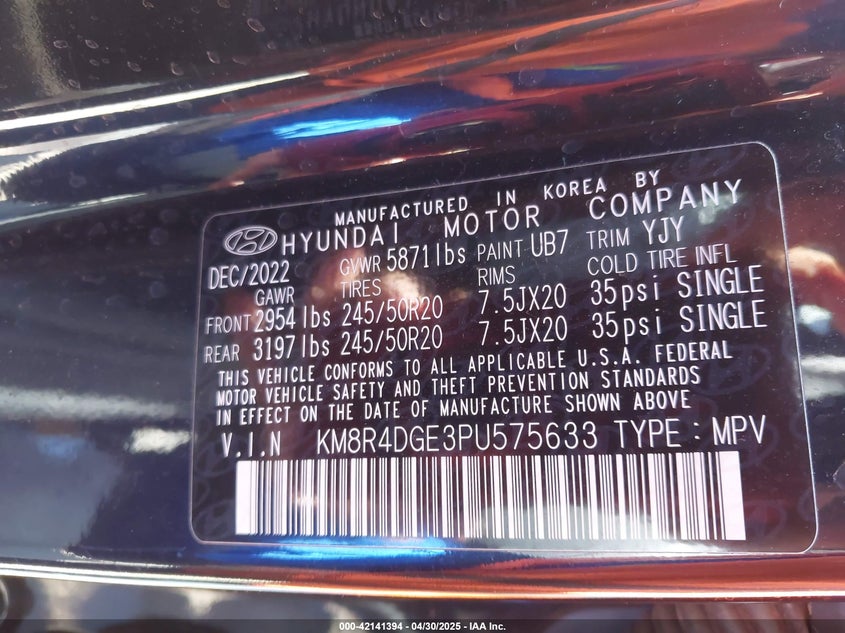 MANUFACTURED IN KOREA BY
HYUNDAI MOTOR COMPANY
DEC/2022 GVWR 5871lbs PAINT UB7 TRIM YJY
GAWR TIRES RIMS COLD TIRE INFL
FRONT 2954lbs 245/50R20 7.5JX20 35psi SINGLE
REAR 3197lbs 245/50R20 7.5JX20 35psi SINGLE
THIS VEHICLE CONFORMS TO ALL APPLICABLE U.S.A. FEDERAL
MOTOR VEHICLE SAFETY AND THEFT PREVENTION STANDARDS
IN EFFECT ON THE DATE OF MANUFACTURE SHOWN ABOVE
V.I.N KM8R4DGE3PU575633 TYPE : MPV
000-42141394 - 04/30/2025 - IAA Inc.